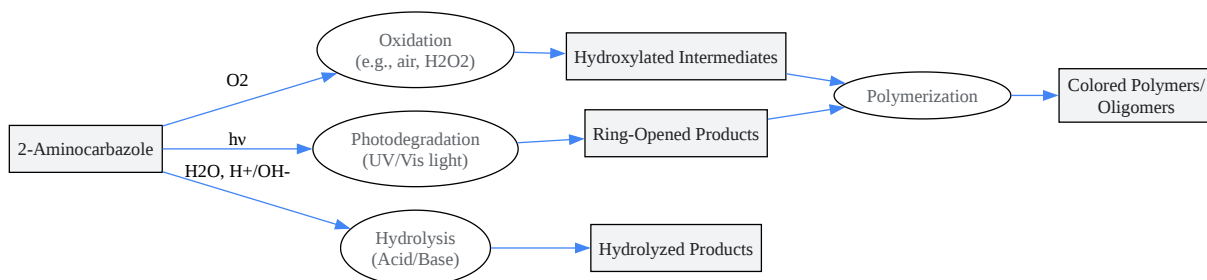 Oxidation
(e.g., air, H2O2)
Hydroxylated Intermediates
O2
Polymerization
Colored Polymers/
Oligomers
2-Aminocarbazole
hν
Photodegradation
(UV/Vis light)
Ring-Opened Products
H2O, H+/OH-
Hydrolysis
(Acid/Base)
Hydrolyzed Products